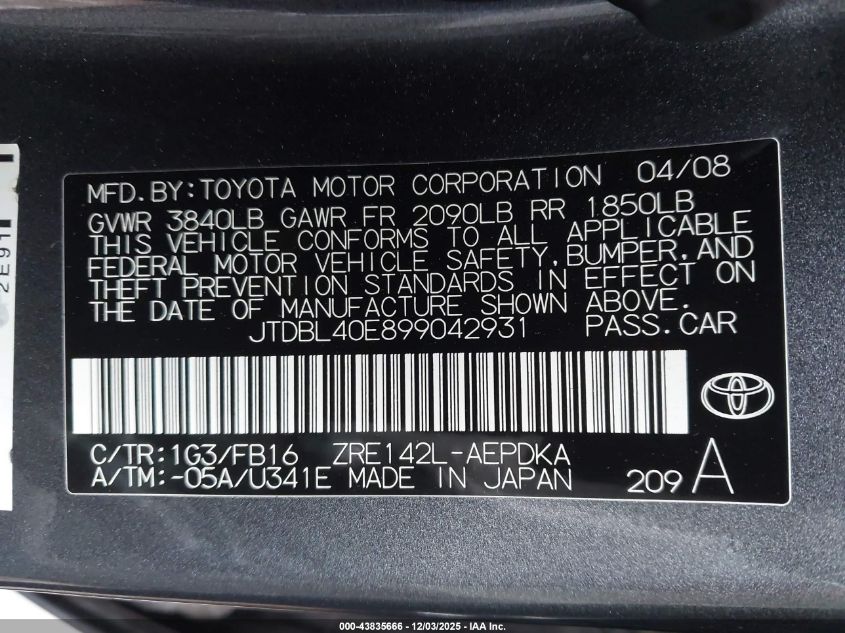 MFD.BY:TOYOTA MOTOR CORPORATION 04/08
GVWR 3840LB GAWR FR 2090LB RR 1850LB
THIS VEHICLE CONFORMS TO ALL APPLICABLE
FEDERAL MOTOR VEHICLE SAFETY,BUMPER,AND
THEFT PREVENTION STANDARDS IN EFFECT ON
THE DATE OF MANUFACTURE SHOWN ABOVE.
JTDBL40E899042931 PASS.CAR
C/TR:1G3/FB16 ZRE142L-AEPDKA
A/TM:-05A/U341E MADE IN JAPAN 209 A
2E91
000-43835666 - 12/03/2025 - IAA Inc.